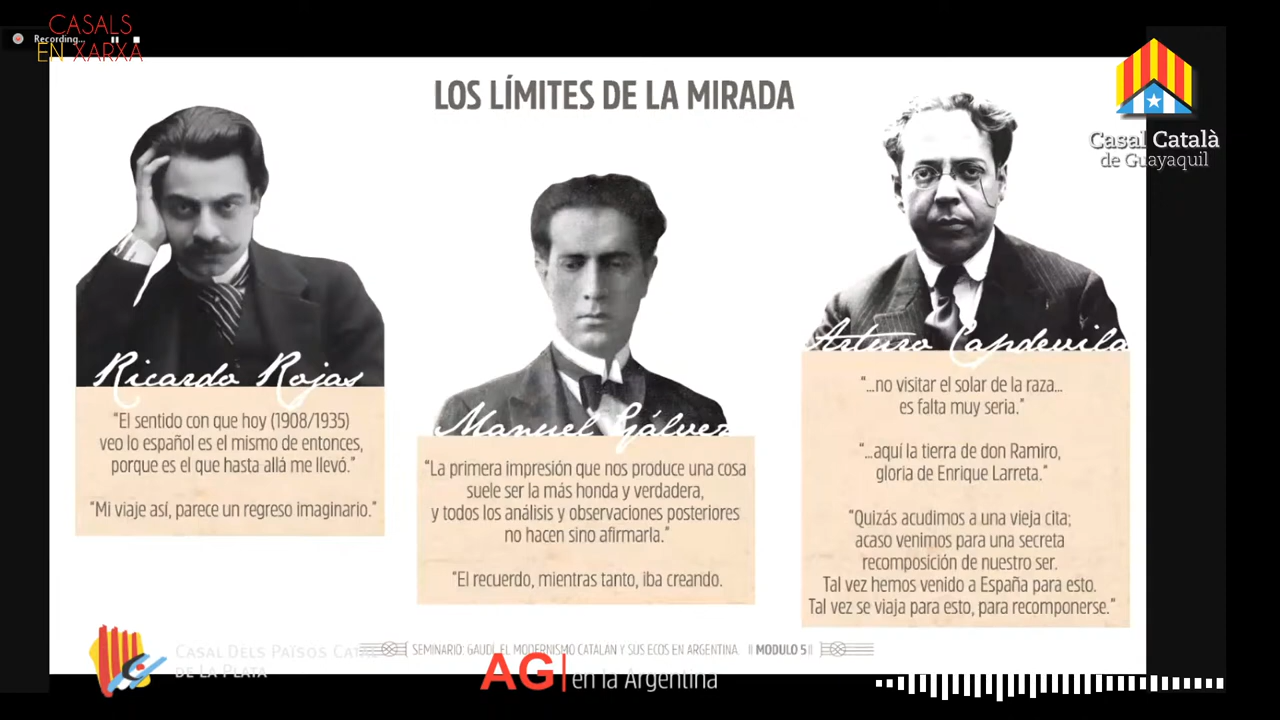 CASALS
EN XARXA
Recording...
LOS LÍMITES DE LA MIRADA
Casal Català
de Guayaquil
Ricardo Rojas
"El sentido con que hoy (1908/1935)
veo lo español es el mismo de entonces,
porque es el que hasta allá me llevó."
"Mi viaje así, parece un regreso imaginario."
Manuel Gálvez
"La primera impresión que nos produce una cosa
suele ser la más honda y verdadera,
y todos los análisis y observaciones posteriores
no hacen sino afirmarla."
"El recuerdo, mientras tanto, iba creando.
Arturo Capdevila
"...no visitar el solar de la raza...
es falta muy seria."
"...aquí la tierra de don Ramiro,
gloria de Enrique Larreta."
"Quizás acudimos a una vieja cita;
acaso venimos para una secreta
recomposición de nuestro ser.
Tal vez hemos venido a España para esto.
Tal vez se viaja para esto, para recomponerse."
CASAL DELS PAÏSOS CATA
DE LA PLATA
SEMINARIO: GAUDÍ, EL MODERNISMO CATALAN Y SUS ECOS EN ARGENTINA || MODULO 5 ||
AG| en la Argentina